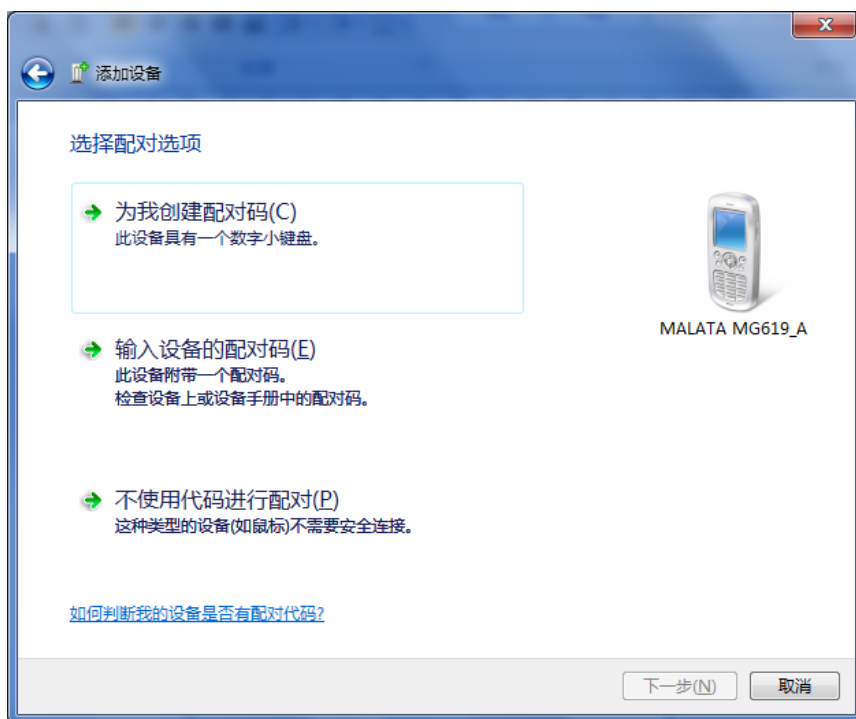 添加设备
选择配对选项
为我创建配对码(C)
此设备具有一个数字小键盘。
MALATA MG619_A
输入设备的配对码(E)
此设备附带一个配对码。
检查设备上或设备手册中的配对码。
不使用代码进行配对(P)
这种类型的设备(如鼠标)不需要安全连接。
如何判断我的设备是否有配对代码?
下一步(N)
取消